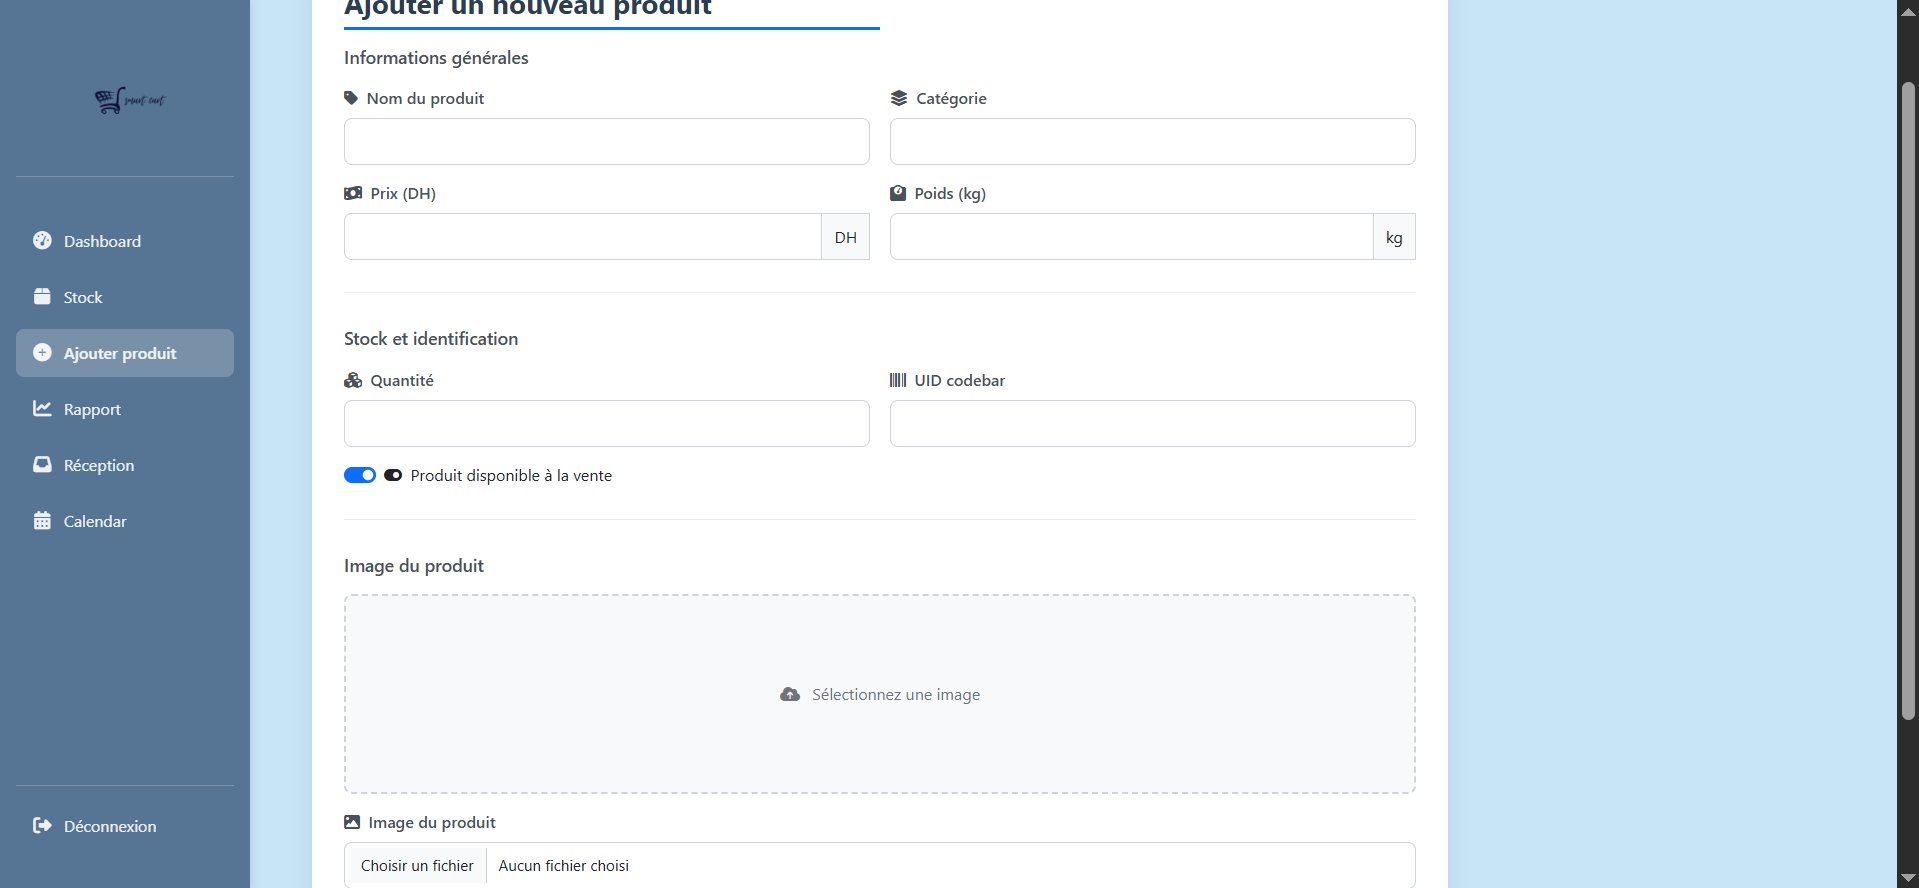 smart cart
Dashboard
Stock
Ajouter produit
Rapport
Réception
Calendar
Déconnexion
Ajouter un nouveau produit
Informations générales
Nom du produit
Catégorie
Prix (DH)
Poids (kg)
DH
kg
Stock et identification
Quantité
UID codebar
Produit disponible à la vente
Image du produit
Sélectionnez une image
Image du produit
Choisir un fichier Aucun fichier choisi